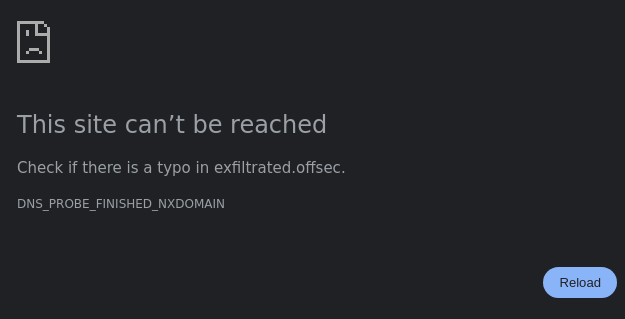 This site can’t be reached
Check if there is a typo in exfiltrated.offsec.
DNS_PROBE_FINISHED_NXDOMAIN
Reload